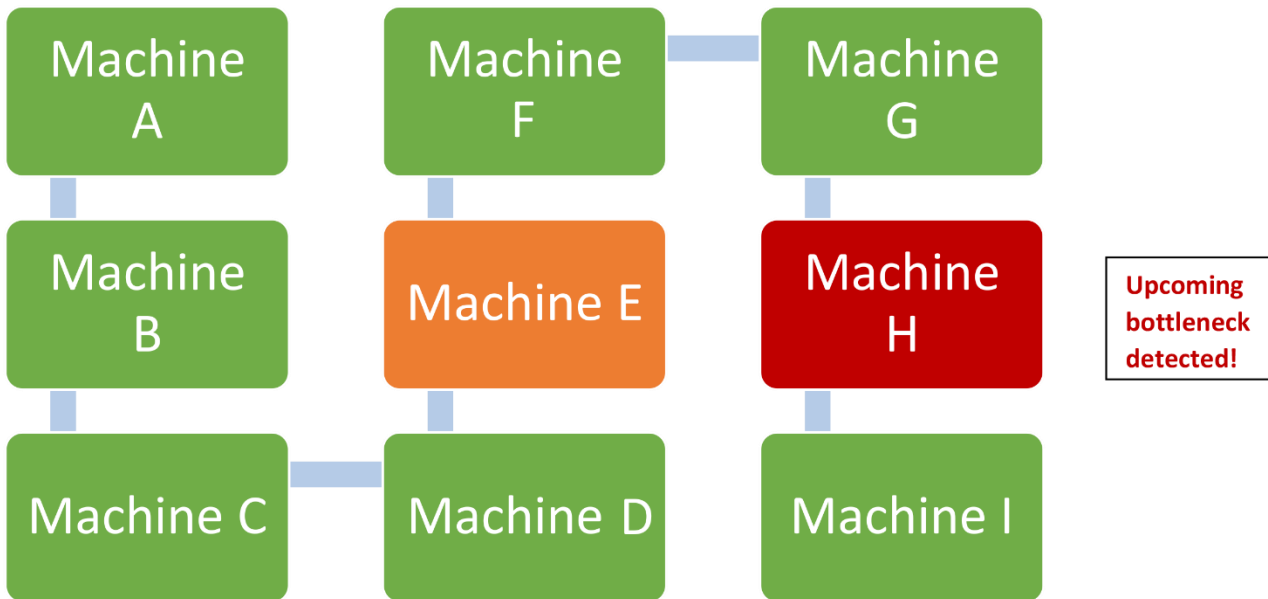 Machine
A
Machine
B
Machine C
Machine D
Machine E
Machine
F
Machine
G
Machine
H
Machine I
Upcoming
bottleneck
detected!